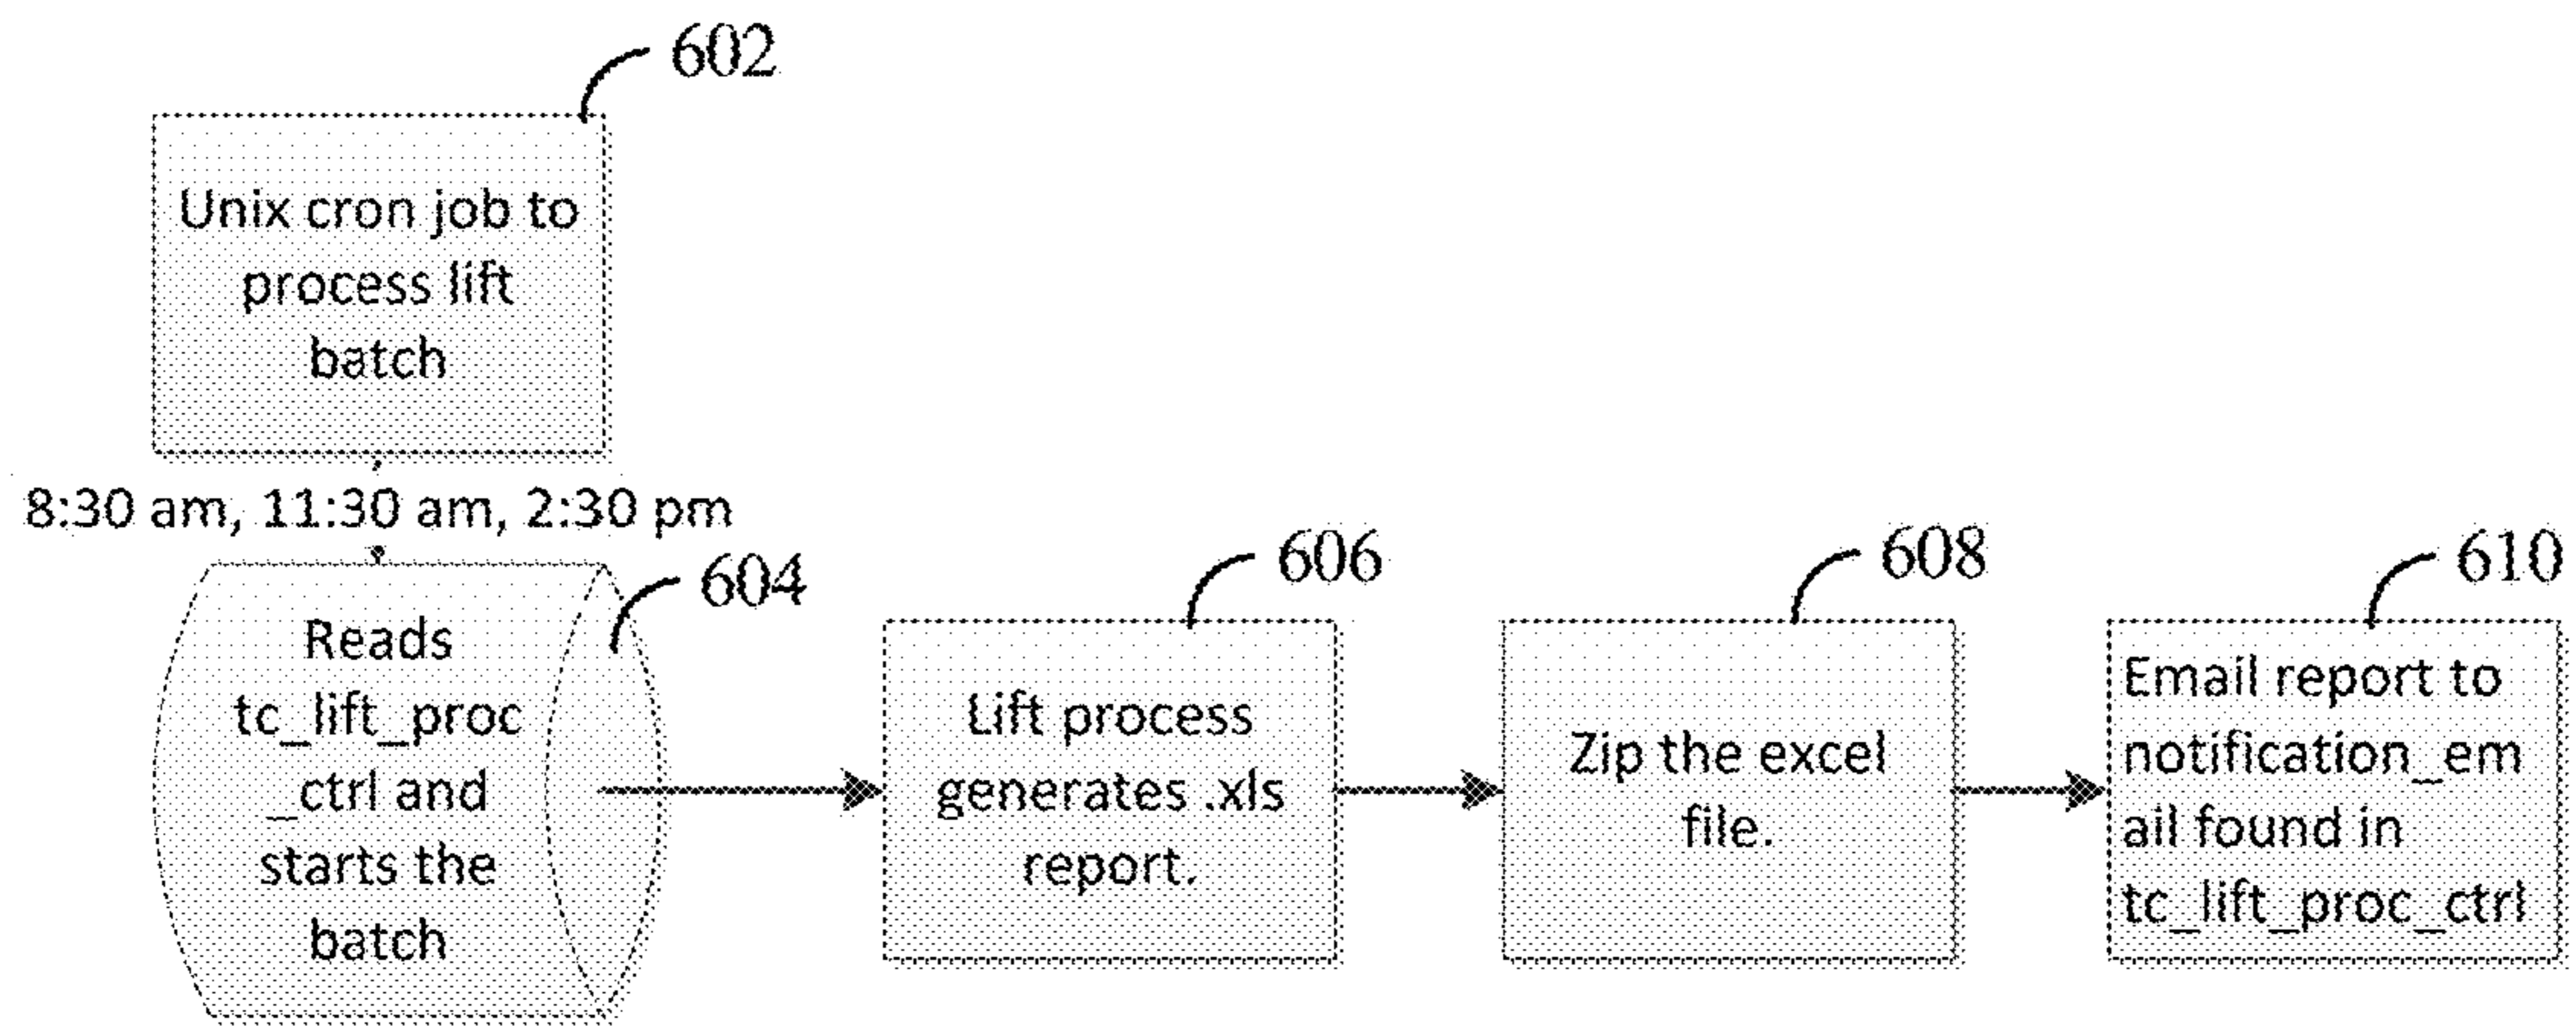 602
Unix cron job to
process lift
batch
8:30 am, 11:30 am, 2:30 pm
604
Reads
tc_lift_proc
_ctrl and
starts the
batch
606
Lift process
generates .xls
report.
608
Zip the excel
file.
610
Email report to
notification_em
ail found in
tc_lift_proc_ctrl